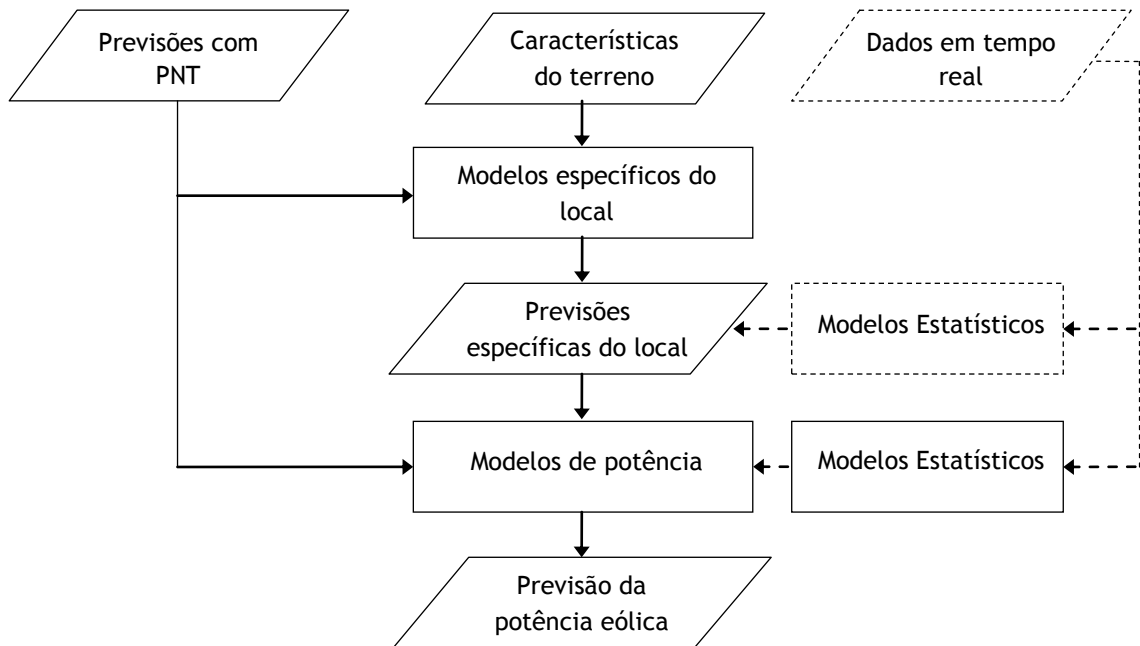 Previsões com
PNT
Características
do terreno
Dados em tempo
real
Modelos específicos do
local
Previsões
específicas do local
Modelos Estatísticos
Modelos de potência
Modelos Estatísticos
Previsão da
potência eólica